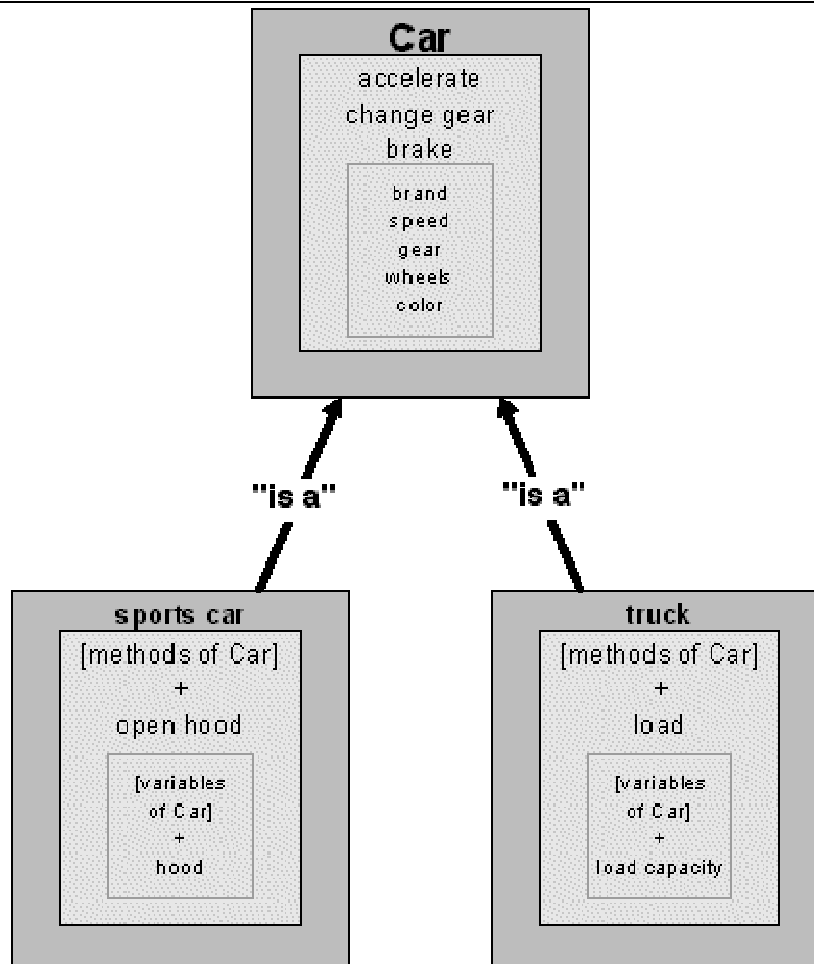 Car
accelerate
change gear
brake
brand
speed
gear
wheels
color
"is a"
"is a"
sports car
[methods of Car]
+
open hood
[variables
of Car]
+
hood
truck
[methods of Car]
+
load
[variables
of Car]
+
load capacity